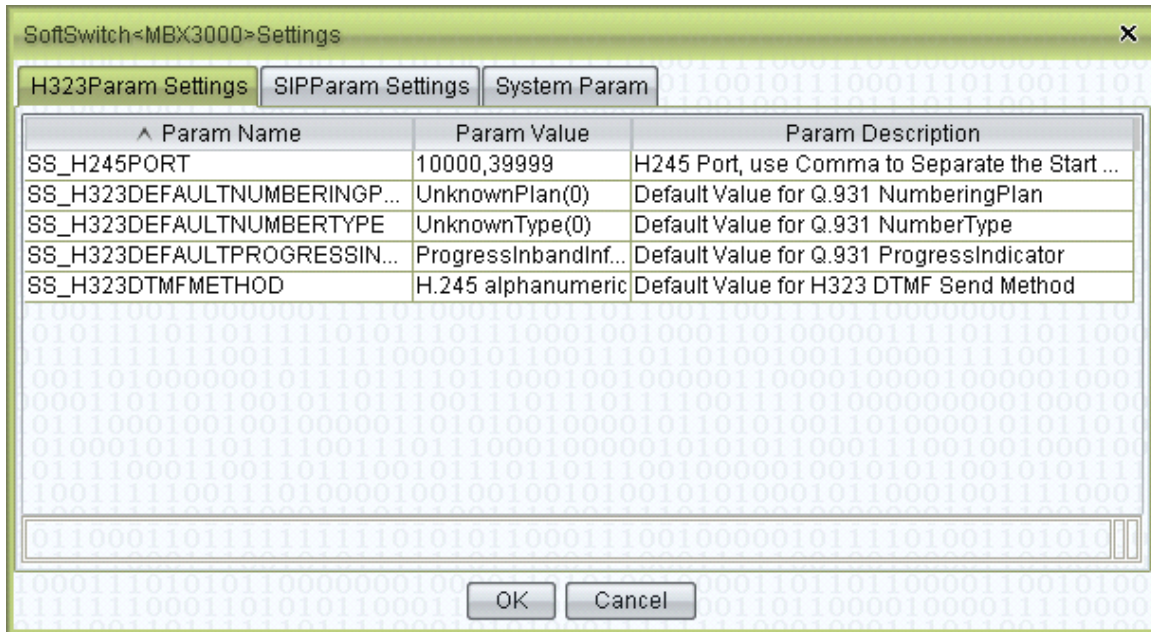 SoftSwitch<MBX3000>Settings
H323Param Settings SIPParam Settings System Param
Param Name Param Value Param Description
SS_H245PORT 10000,39999 H245 Port, use Comma to Separate the Start ...
SS_H323DEFAULTNUMBERINGP... UnknownPlan(0) Default Value for Q.931 NumberingPlan
SS_H323DEFAULTNUMBERTYPE UnknownType(0) Default Value for Q.931 NumberType
SS_H323DEFAULTPROGRESSIN... ProgressInbandInf... Default Value for Q.931 ProgressIndicator
SS_H323DTMFMETHOD H.245 alphanumeric Default Value for H323 DTMF Send Method
OK Cancel